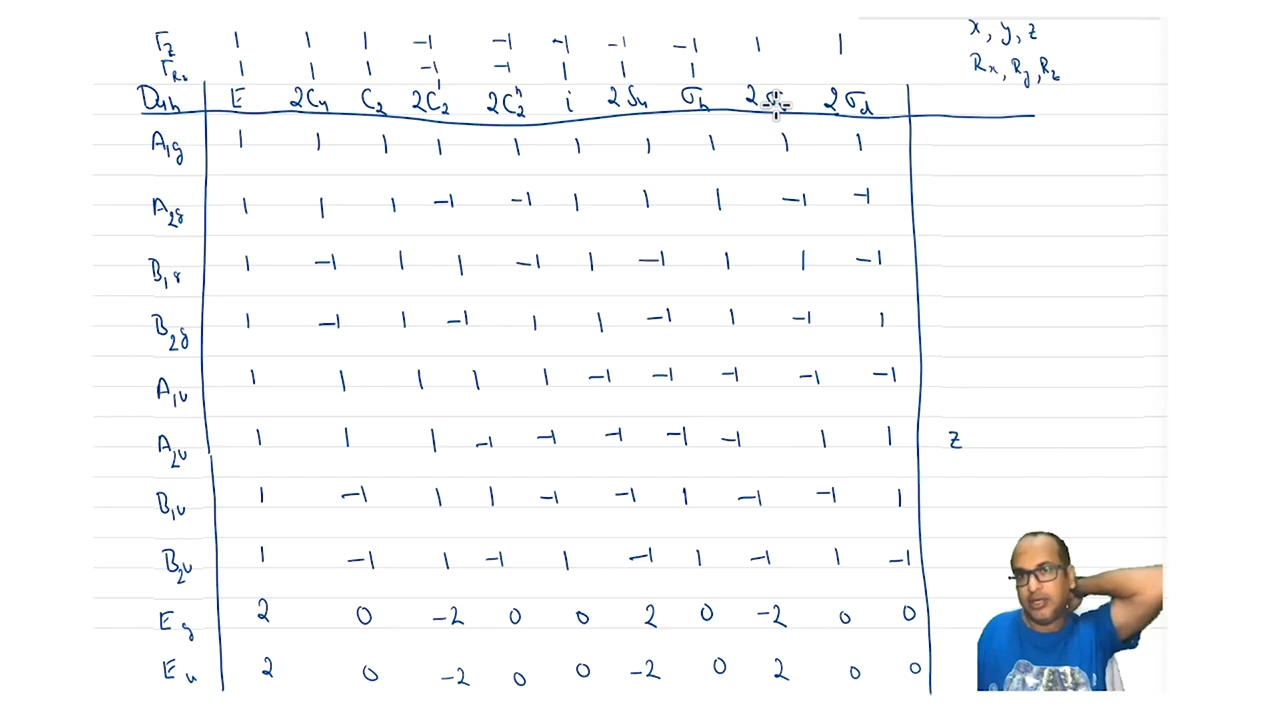 Γz 1 1 1 -1 -1 -1 -1 -1 1 1 x, y, z
ΓRz 1 1 1 -1 -1 1 1 1 Rx, Ry, Rz
D4h E 2C4 C2 2C2' 2C2" i 2S4 σh 2σv 2σd
A1g 1 1 1 1 1 1 1 1 1 1
A2g 1 1 1 -1 -1 1 1 1 -1 -1
B1g 1 -1 1 1 -1 1 -1 1 1 -1
B2g 1 -1 1 -1 1 1 -1 1 -1 1
A1u 1 1 1 1 1 -1 -1 -1 -1 -1
A2u 1 1 1 -1 -1 -1 -1 -1 1 1 z
B1u 1 -1 1 1 -1 -1 1 -1 -1 1
B2u 1 -1 1 -1 1 -1 1 -1 1 -1
Eg 2 0 -2 0 0 2 0 -2 0 0
Eu 2 0 -2 0 0 -2 0 2 0 0